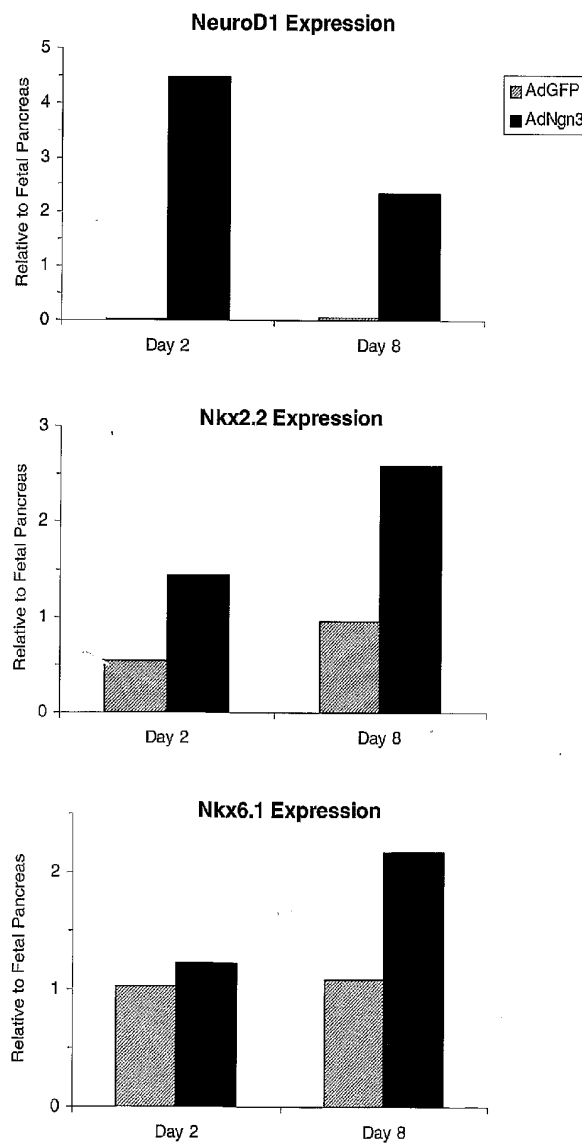 NeuroD1 Expression
5
4
3
2
1
0
Relative to Fetal Pancreas
AdGFP
AdNgn3
Day 2
Day 8
Nkx2.2 Expression
3
2
1
0
Relative to Fetal Pancreas
Day 2
Day 8
Nkx6.1 Expression
2
1
0
Relative to Fetal Pancreas
Day 2
Day 8